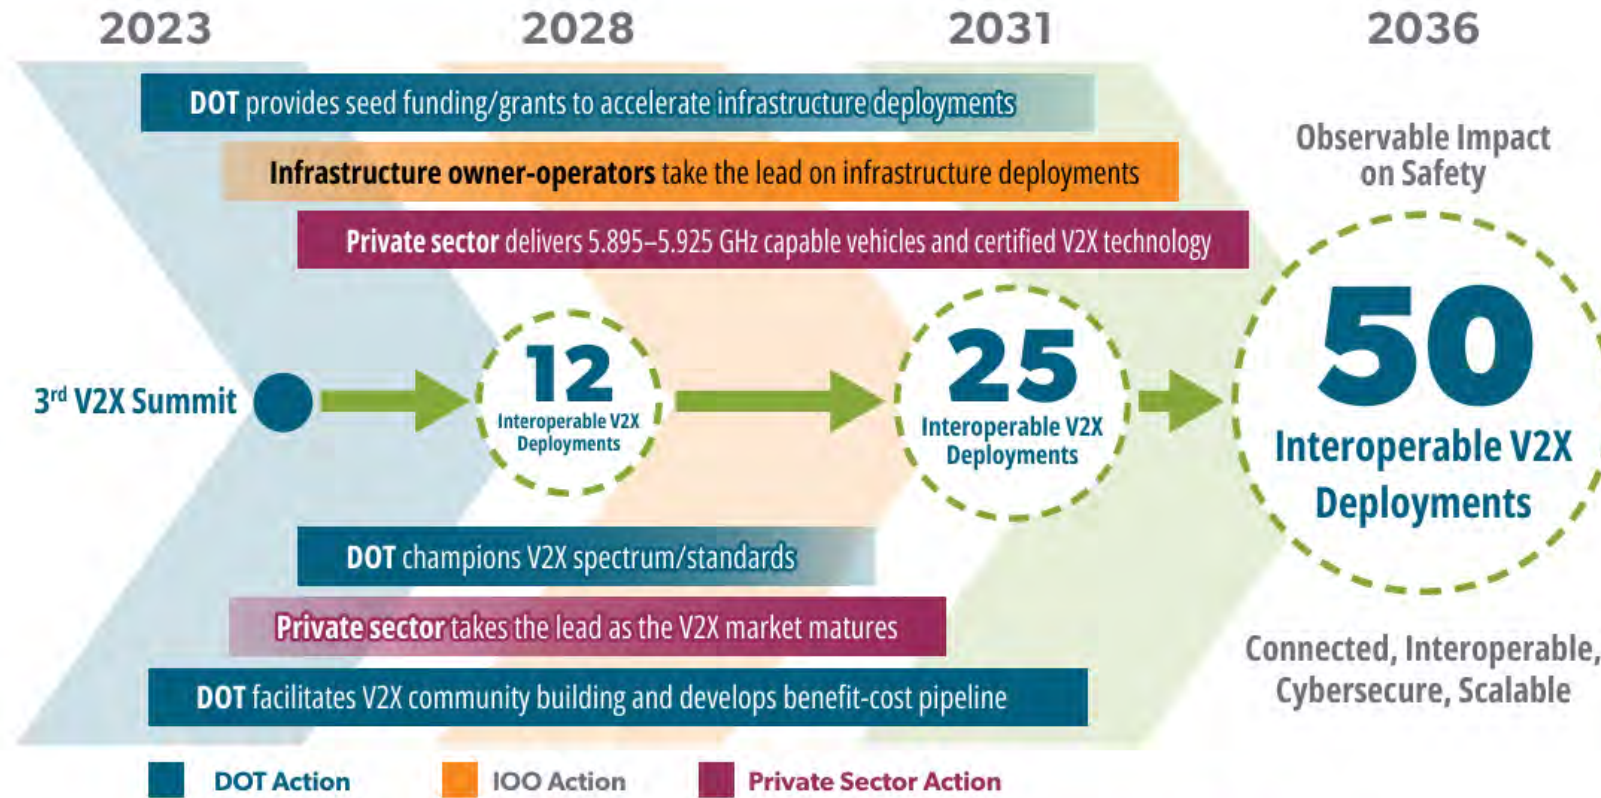 2023
2028
2031
2036
DOT provides seed funding/grants to accelerate infrastructure deployments
Infrastructure owner-operators take the lead on infrastructure deployments
Private sector delivers 5.895–5.925 GHz capable vehicles and certified V2X technology
Observable Impact
on Safety
3rd V2X Summit
12
Interoperable V2X
Deployments
25
Interoperable V2X
Deployments
50
Interoperable V2X
Deployments
DOT champions V2X spectrum/standards
Private sector takes the lead as the V2X market matures
DOT facilitates V2X community building and develops benefit-cost pipeline
Connected, Interoperable,
Cybersecure, Scalable
DOT Action
IOO Action
Private Sector Action